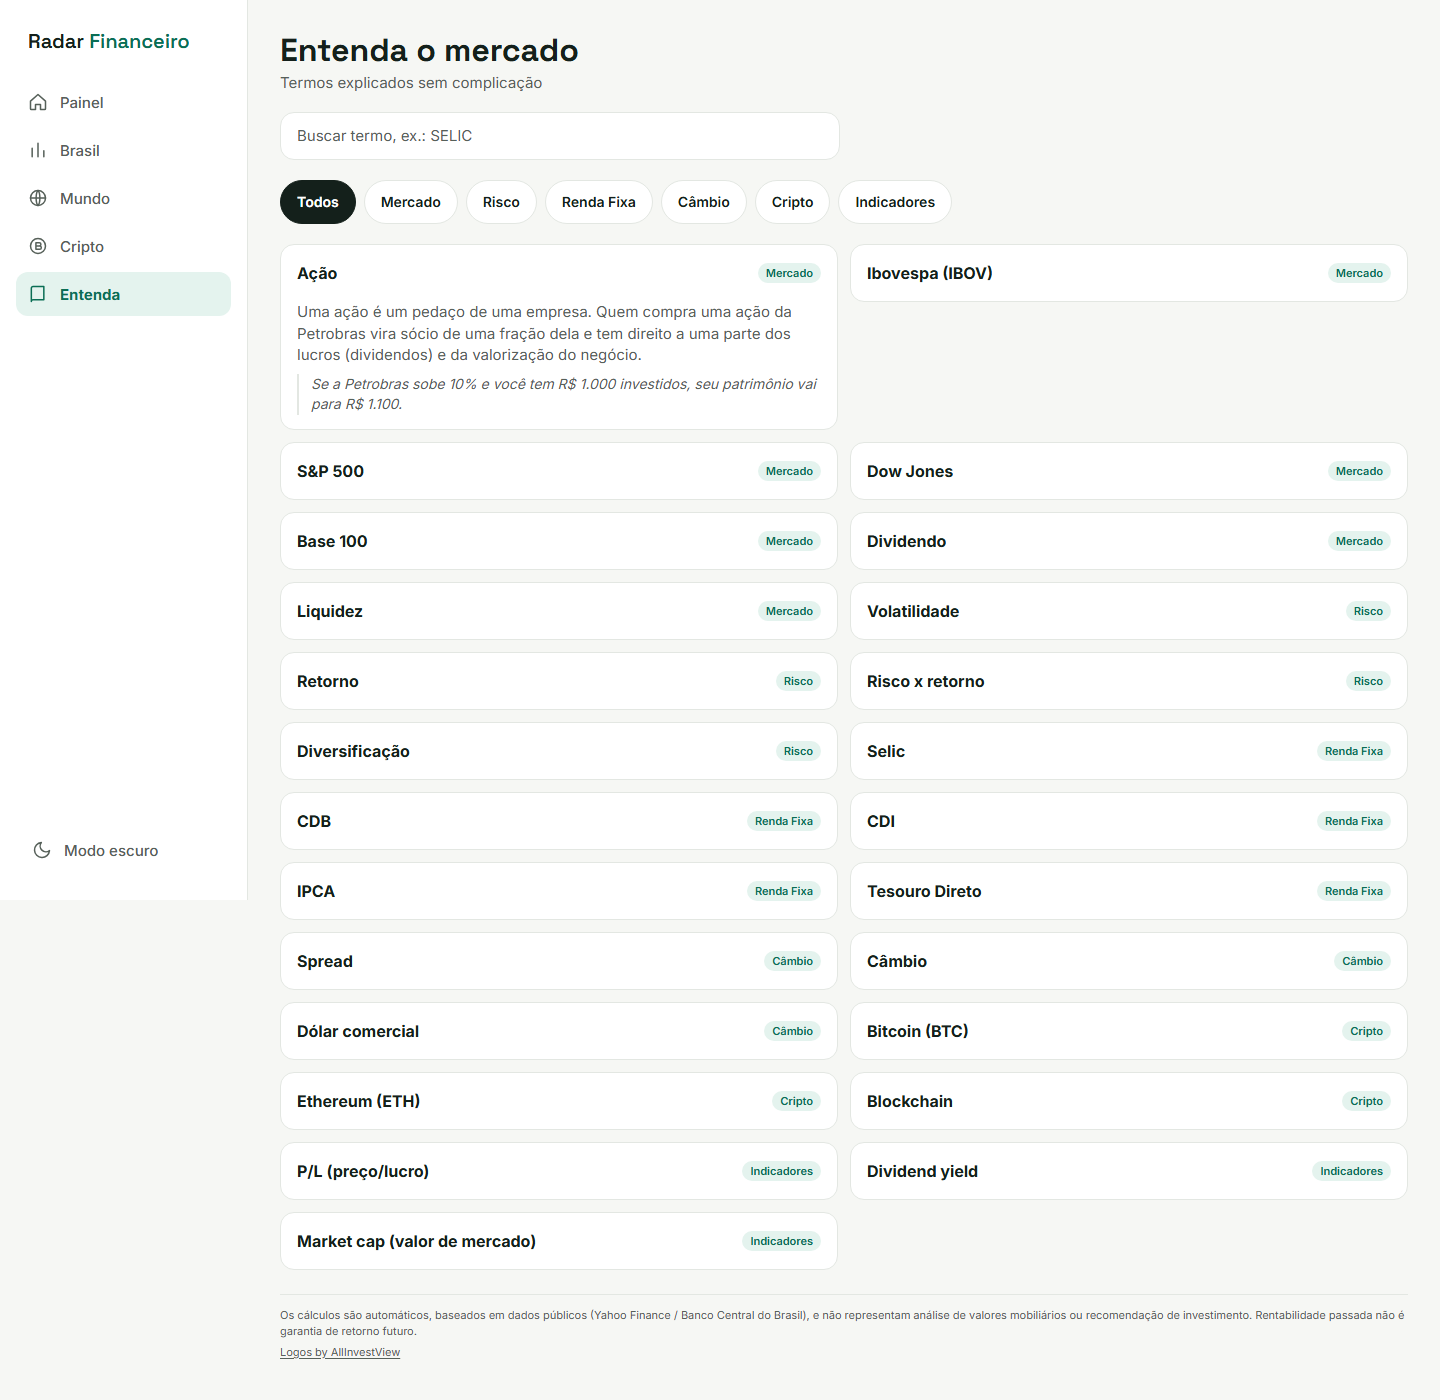 Radar Financeiro
Painel
Brasil
Mundo
Cripto
Entenda
Modo escuro
Entenda o mercado
Termos explicados sem complicação
Buscar termo, ex.: SELIC
Todos
Mercado
Risco
Renda Fixa
Câmbio
Cripto
Indicadores
Ação
Mercado
Uma ação é um pedaço de uma empresa. Quem compra uma ação da
Petrobras vira sócio de uma fração dela e tem direito a uma parte dos
lucros (dividendos) e da valorização do negócio.
Se a Petrobras sobe 10% e você tem R$ 1.000 investidos, seu patrimônio vai
para R$ 1.100.
Ibovespa (IBOV)
Mercado
S&P 500
Mercado
Dow Jones
Mercado
Base 100
Mercado
Dividendo
Mercado
Liquidez
Mercado
Volatilidade
Risco
Retorno
Risco
Risco x retorno
Risco
Diversificação
Risco
Selic
Renda Fixa
CDB
Renda Fixa
CDI
Renda Fixa
IPCA
Renda Fixa
Tesouro Direto
Renda Fixa
Spread
Câmbio
Câmbio
Câmbio
Dólar comercial
Câmbio
Bitcoin (BTC)
Cripto
Ethereum (ETH)
Cripto
Blockchain
Cripto
P/L (preço/lucro)
Indicadores
Dividend yield
Indicadores
Market cap (valor de mercado)
Indicadores
Os cálculos são automáticos, baseados em dados públicos (Yahoo Finance / Banco Central do Brasil), e não representam análise de valores mobiliários ou recomendação de investimento. Rentabilidade passada não é
garantia de retorno futuro.
Logos by AllInvestView